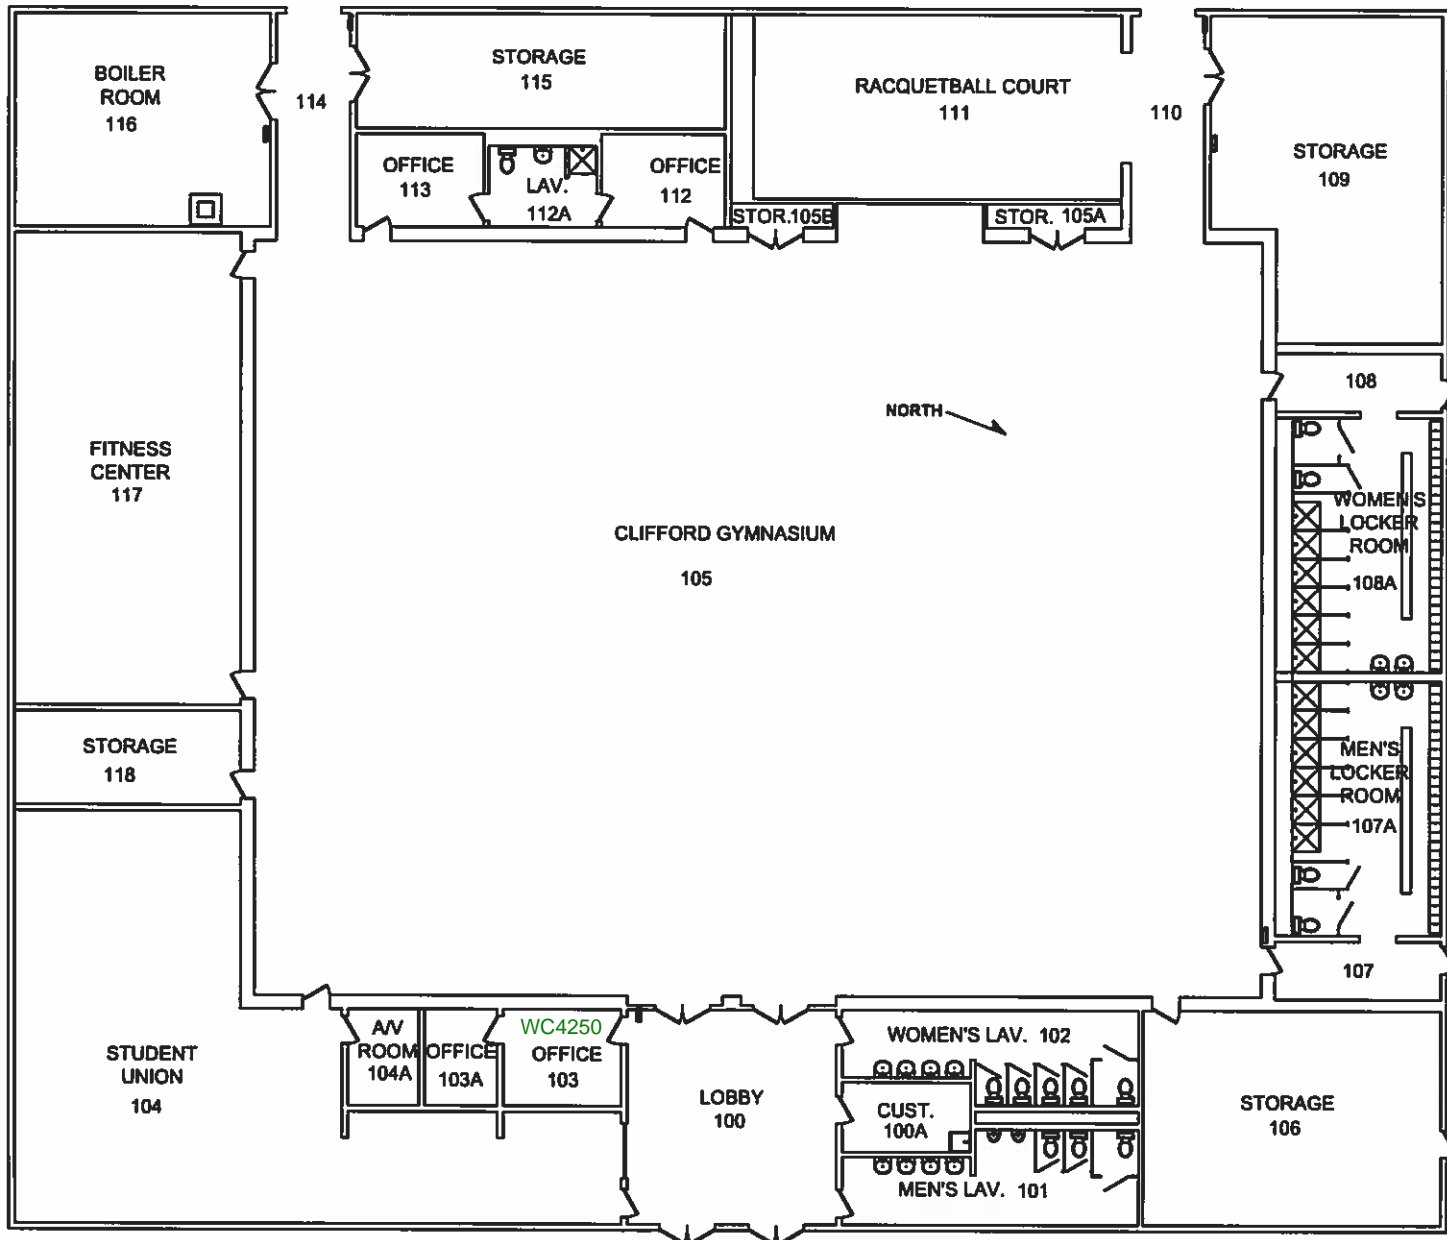 BOILER
ROOM
116
114
STORAGE
115
RACQUETBALL COURT
111
110
STORAGE
109
OFFICE
113
LAV.
112A
OFFICE
112
STOR.105B
STOR. 105A
108
NORTH
FITNESS
CENTER
117
CLIFFORD GYMNASIUM
105
WOMEN'S
LOCKER
ROOM
108A
STORAGE
118
MEN'S
LOCKER
ROOM
107A
107
STUDENT
UNION
104
A/V
ROOM
104A
OFFICE
103A
WC4250
OFFICE
103
LOBBY
100
WOMEN'S LAV. 102
CUST.
100A
MEN'S LAV. 101
STORAGE
106